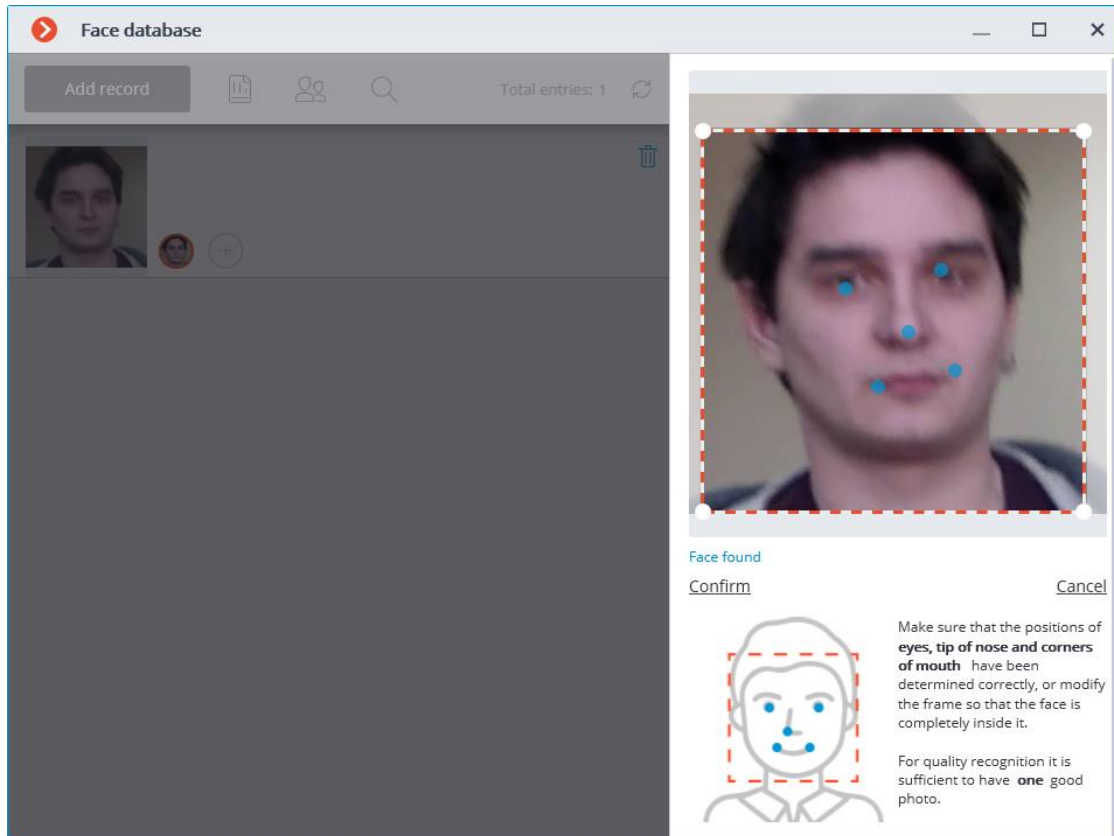 Face database
Add record
Total entries: 1
Face found
Confirm
Cancel
Make sure that the positions of
eyes, tip of nose and corners
of mouth have been
determined correctly, or modify
the frame so that the face is
completely inside it.
For quality recognition it is
sufficient to have one good
photo.